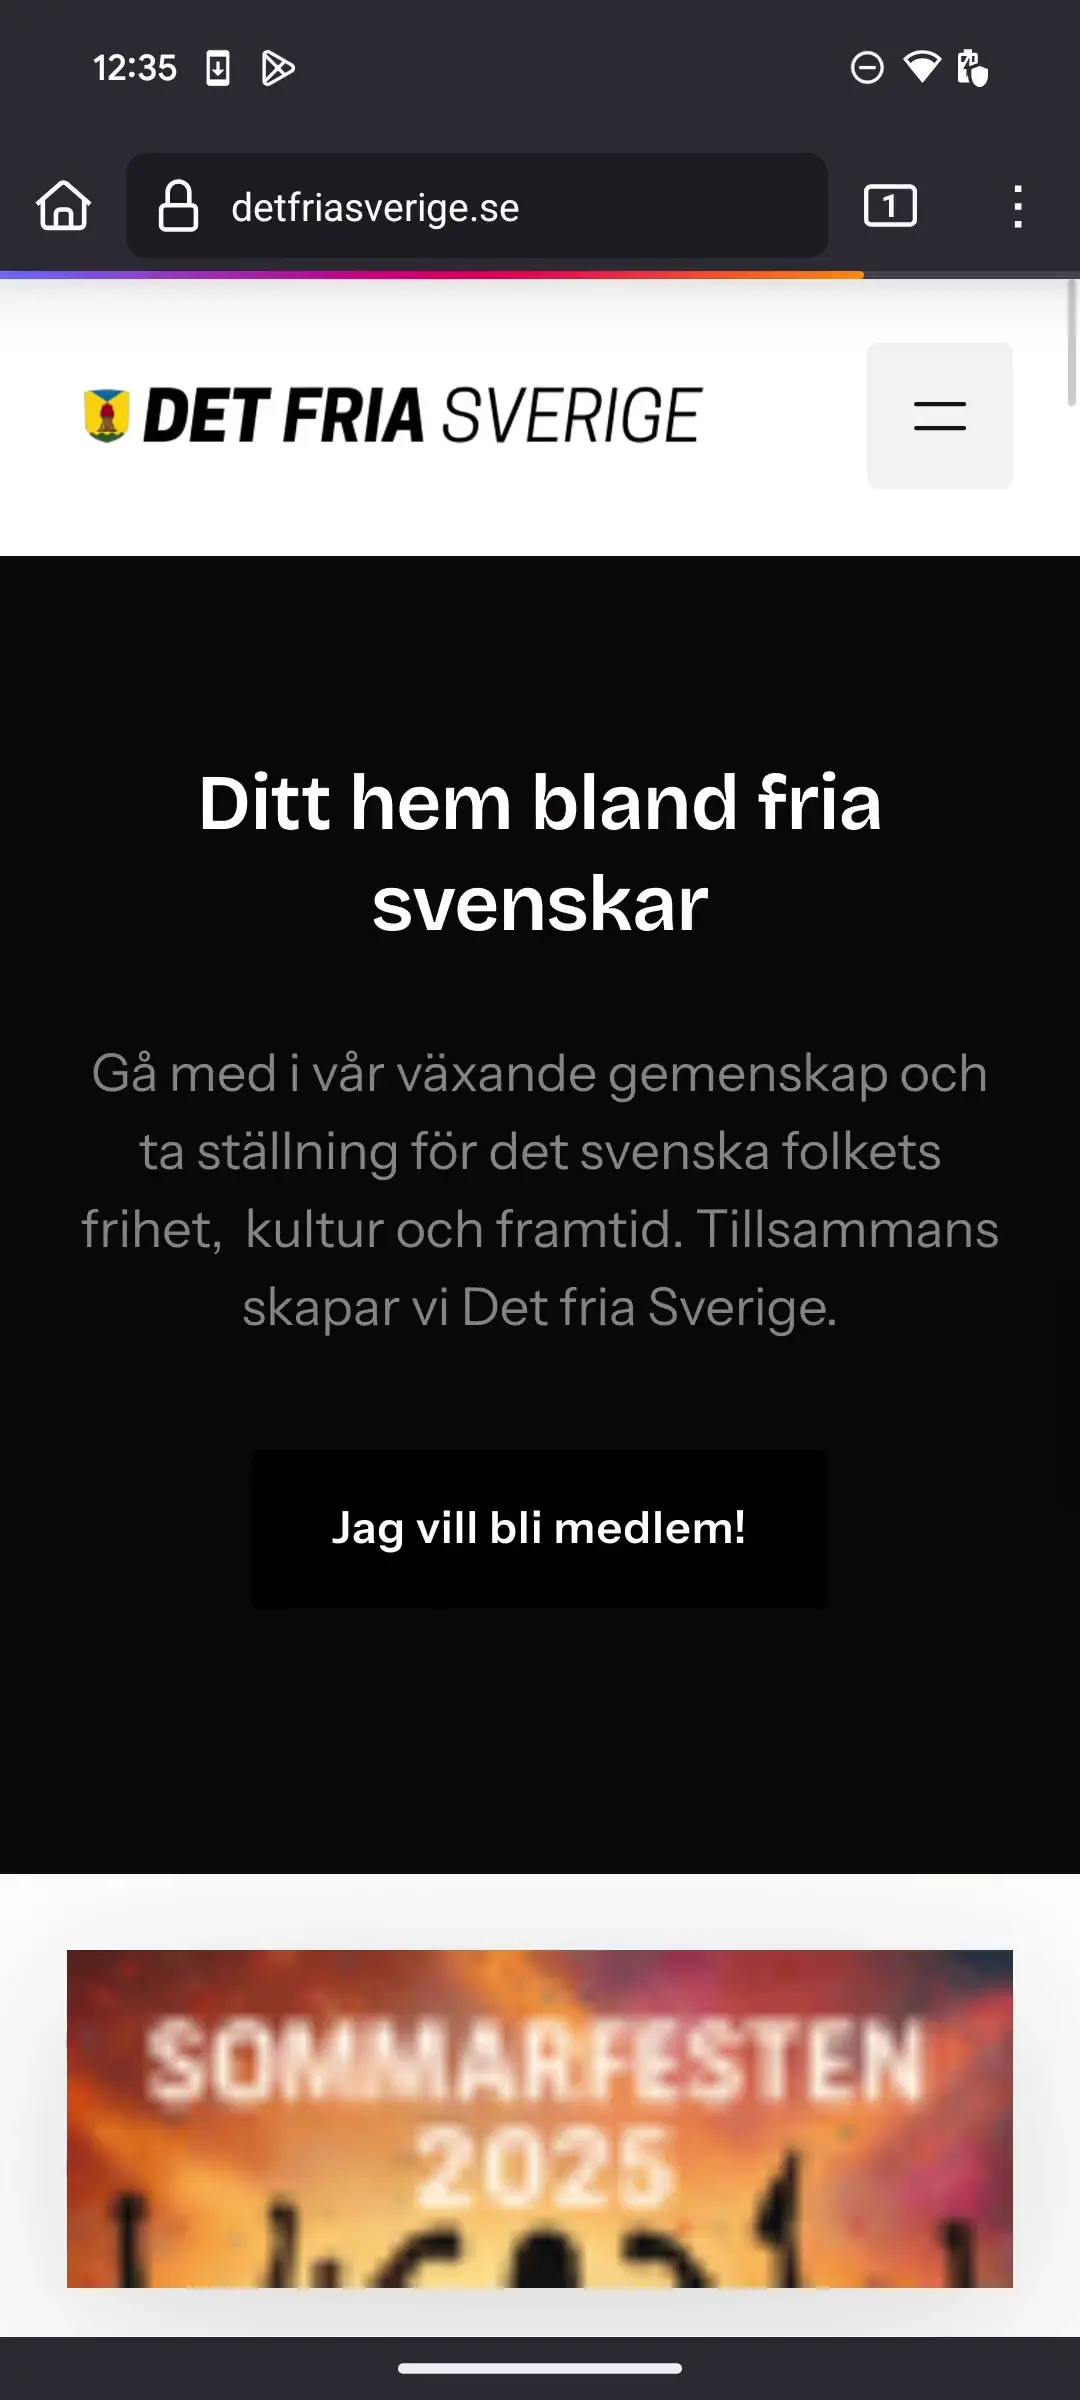 12:35
detfriasverige.se
1
DET FRIA SVERIGE
Ditt hem bland fria
svenskar
Gå med i vår växande gemenskap och
ta ställning för det svenska folkets
frihet,  kultur och framtid. Tillsammans
skapar vi Det fria Sverige.
Jag vill bli medlem!
SOMMARFESTEN
2025